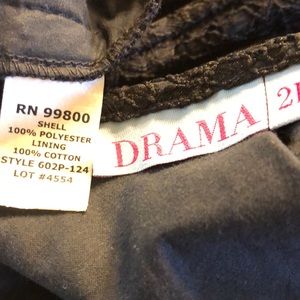 RN 99800
SHELL
100% POLYESTER
LINING
100% COTTON
STYLE 602P-124
LOT #4554
DRAMA